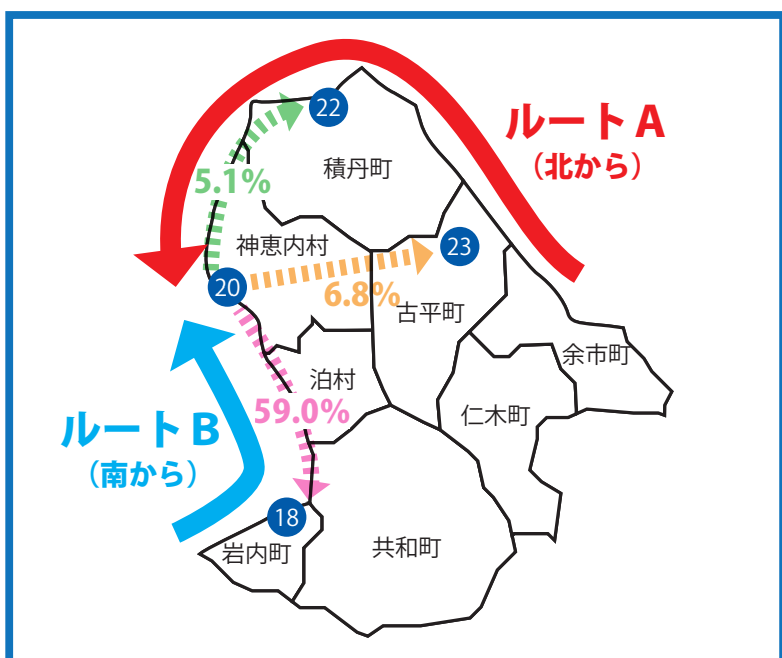 22
ルートA
(北から)
積丹町
5.1%
神恵内村
23
20
6.8%
古平町
余市町
泊村
59.0%
ルートB
(南から)
仁木町
18
岩内町
共和町